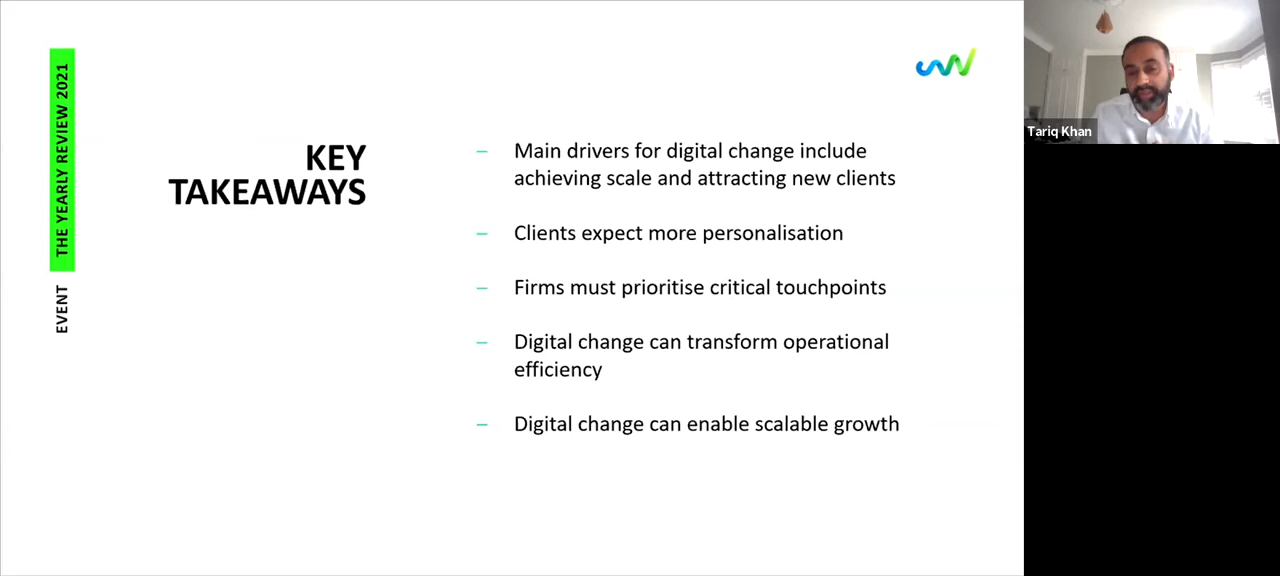 EVENT THE YEARLY REVIEW 2021
KEY
TAKEAWAYS
– Main drivers for digital change include
achieving scale and attracting new clients
– Clients expect more personalisation
– Firms must prioritise critical touchpoints
– Digital change can transform operational
efficiency
– Digital change can enable scalable growth
Tariq Khan